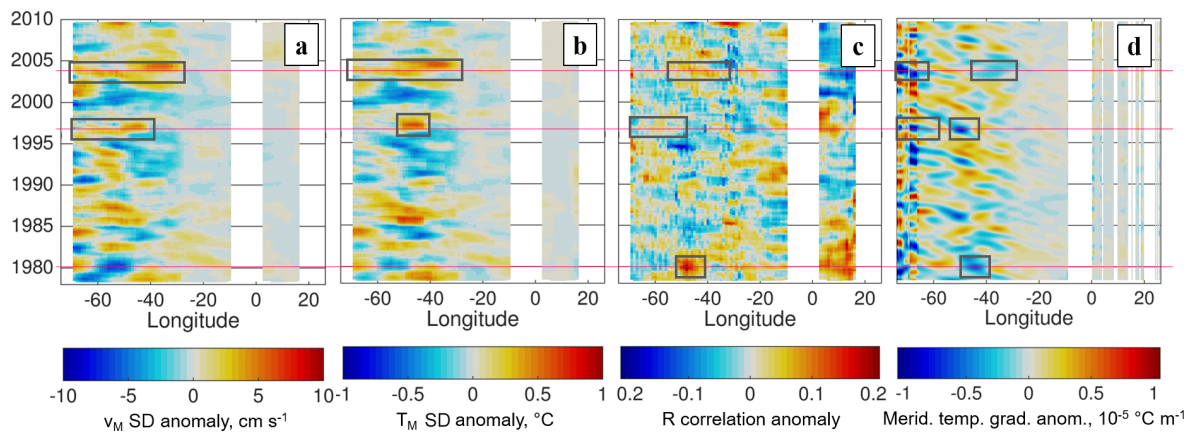 a b c d
2010
2005
2000
1995
1990
1985
1980
-60 -40 -20 0 20 -60 -40 -20 0 20 -60 -40 -20 0 20 -60 -40 -20 0 20
Longitude Longitude Longitude Longitude
-10 -5 0 5 10 -1 -0.5 0 0.5 1 0.2 -0.1 0 0.1 0.2 -1 -0.5 0 0.5 1
v_M SD anomaly, cm s⁻¹ T_M SD anomaly, °C R correlation anomaly Merid. temp. grad. anom., 10⁻⁵ °C m⁻¹